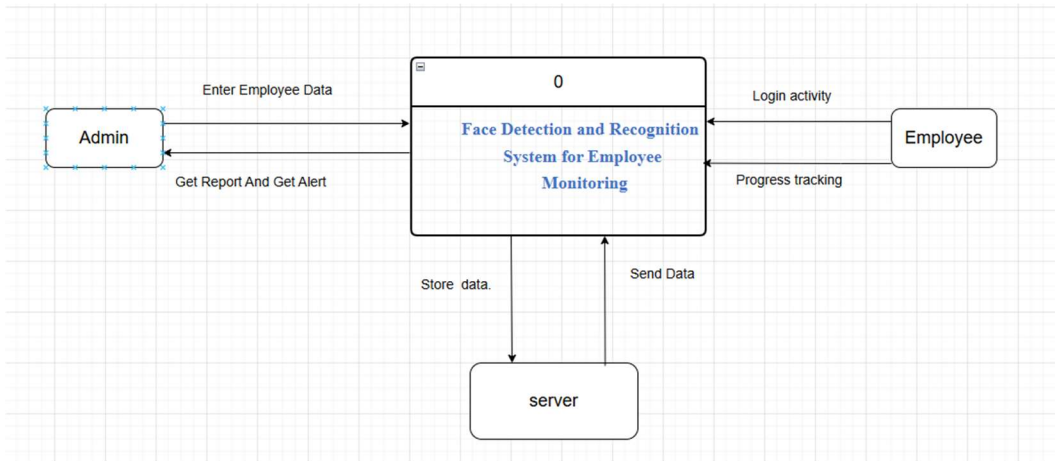 0
Enter Employee Data
Login activity
Admin
Face Detection and Recognition
System for Employee
Monitoring
Employee
Get Report And Get Alert
Progress tracking
Store data.
Send Data
server